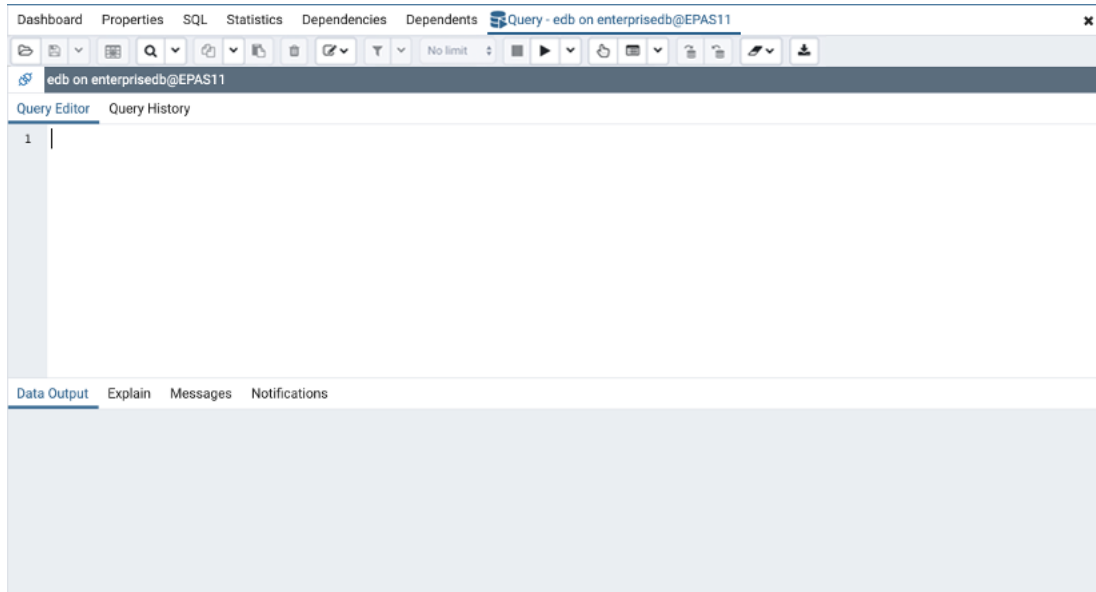 Dashboard Properties SQL Statistics Dependencies Dependents Query - edb on enterprisedb@EPAS11
No limit
edb on enterprisedb@EPAS11
Query Editor Query History
1
Data Output Explain Messages Notifications